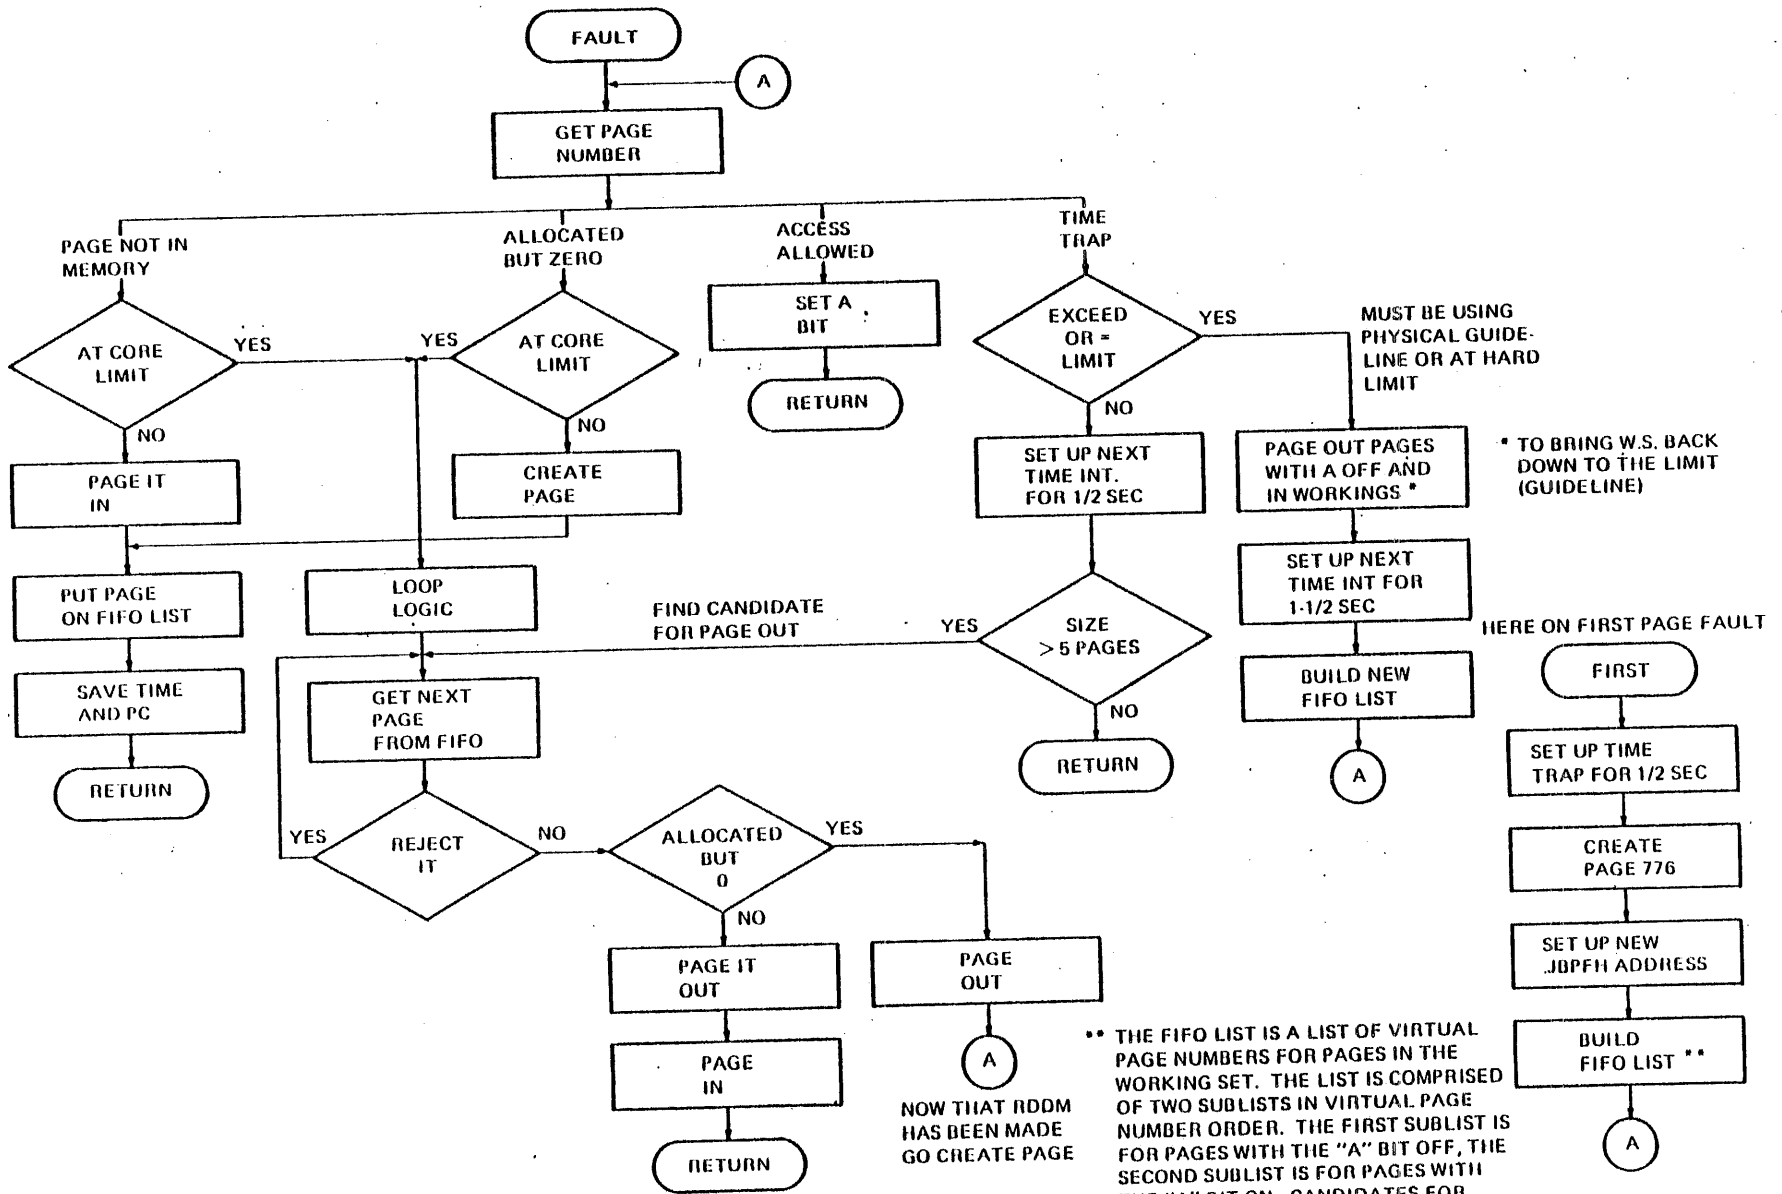 FAULT
A
GET PAGE
NUMBER
PAGE NOT IN
MEMORY
ALLOCATED
BUT ZERO
ACCESS
ALLOWED
TIME
TRAP
AT CORE
LIMIT
YES
YES
AT CORE
LIMIT
SET A
BIT
RETURN
EXCEED
OR =
LIMIT
YES
MUST BE USING
PHYSICAL GUIDE-
LINE OR AT HARD
LIMIT
NO
NO
NO
PAGE IT
IN
CREATE
PAGE
SET UP NEXT
TIME INT.
FOR 1/2 SEC
PAGE OUT PAGES
WITH A OFF AND
IN WORKINGS *
* TO BRING W.S. BACK
DOWN TO THE LIMIT
(GUIDELINE)
PUT PAGE
ON FIFO LIST
LOOP
LOGIC
FIND CANDIDATE
FOR PAGE OUT
YES
SIZE
> 5 PAGES
SET UP NEXT
TIME INT FOR
1-1/2 SEC
HERE ON FIRST PAGE FAULT
FIRST
SAVE TIME
AND PC
GET NEXT
PAGE
FROM FIFO
NO
BUILD NEW
FIFO LIST
SET UP TIME
TRAP FOR 1/2 SEC
RETURN
RETURN
A
YES
REJECT
IT
NO
ALLOCATED
BUT
0
YES
CREATE
PAGE 776
NO
PAGE IT
OUT
PAGE
OUT
SET UP NEW
.JBPFH ADDRESS
PAGE
IN
A
NOW THAT ROOM
HAS BEEN MADE
GO CREATE PAGE
BUILD
FIFO LIST **
RETURN
A
** THE FIFO LIST IS A LIST OF VIRTUAL
PAGE NUMBERS FOR PAGES IN THE
WORKING SET. THE LIST IS COMPRISED
OF TWO SUBLISTS IN VIRTUAL PAGE
NUMBER ORDER. THE FIRST SUBLIST IS
FOR PAGES WITH THE "A" BIT OFF, THE
SECOND SUBLIST IS FOR PAGES WITH
THE "A" BIT ON. CANDIDATES FOR